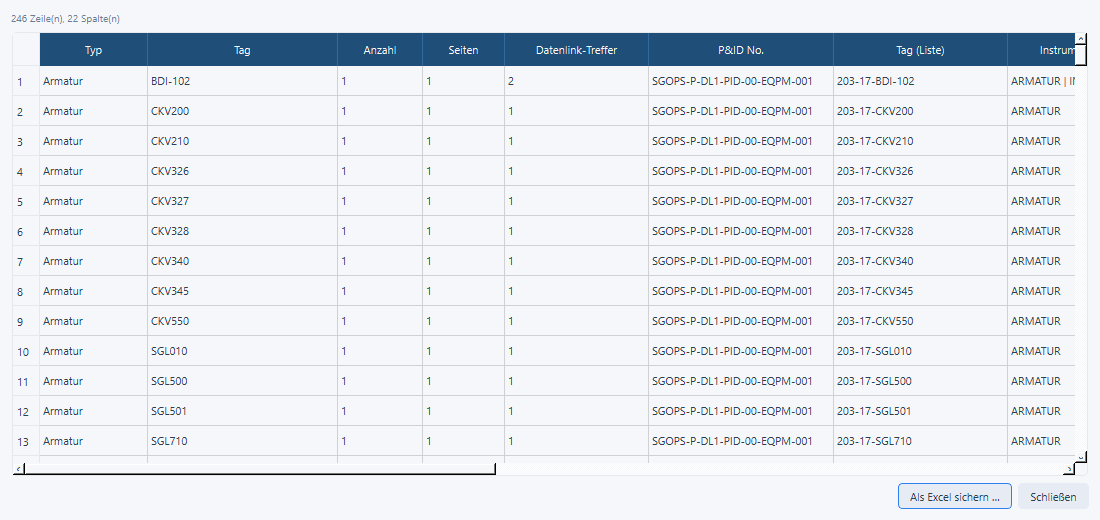 246 Zeile(n), 22 Spalte(n)
Typ Tag Anzahl Seiten Datenlink-Treffer P&ID No. Tag (Liste) Instrum
1 Armatur BDI-102 1 1 2 SGOPS-P-DL1-PID-00-EQPM-001 203-17-BDI-102 ARMATUR | I
2 Armatur CKV200 1 1 1 SGOPS-P-DL1-PID-00-EQPM-001 203-17-CKV200 ARMATUR
3 Armatur CKV210 1 1 1 SGOPS-P-DL1-PID-00-EQPM-001 203-17-CKV210 ARMATUR
4 Armatur CKV326 1 1 1 SGOPS-P-DL1-PID-00-EQPM-001 203-17-CKV326 ARMATUR
5 Armatur CKV327 1 1 1 SGOPS-P-DL1-PID-00-EQPM-001 203-17-CKV327 ARMATUR
6 Armatur CKV328 1 1 1 SGOPS-P-DL1-PID-00-EQPM-001 203-17-CKV328 ARMATUR
7 Armatur CKV340 1 1 1 SGOPS-P-DL1-PID-00-EQPM-001 203-17-CKV340 ARMATUR
8 Armatur CKV345 1 1 1 SGOPS-P-DL1-PID-00-EQPM-001 203-17-CKV345 ARMATUR
9 Armatur CKV550 1 1 1 SGOPS-P-DL1-PID-00-EQPM-001 203-17-CKV550 ARMATUR
10 Armatur SGL010 1 1 1 SGOPS-P-DL1-PID-00-EQPM-001 203-17-SGL010 ARMATUR
11 Armatur SGL500 1 1 1 SGOPS-P-DL1-PID-00-EQPM-001 203-17-SGL500 ARMATUR
12 Armatur SGL501 1 1 1 SGOPS-P-DL1-PID-00-EQPM-001 203-17-SGL501 ARMATUR
13 Armatur SGL710 1 1 1 SGOPS-P-DL1-PID-00-EQPM-001 203-17-SGL710 ARMATUR
Als Excel sichern ... Schließen